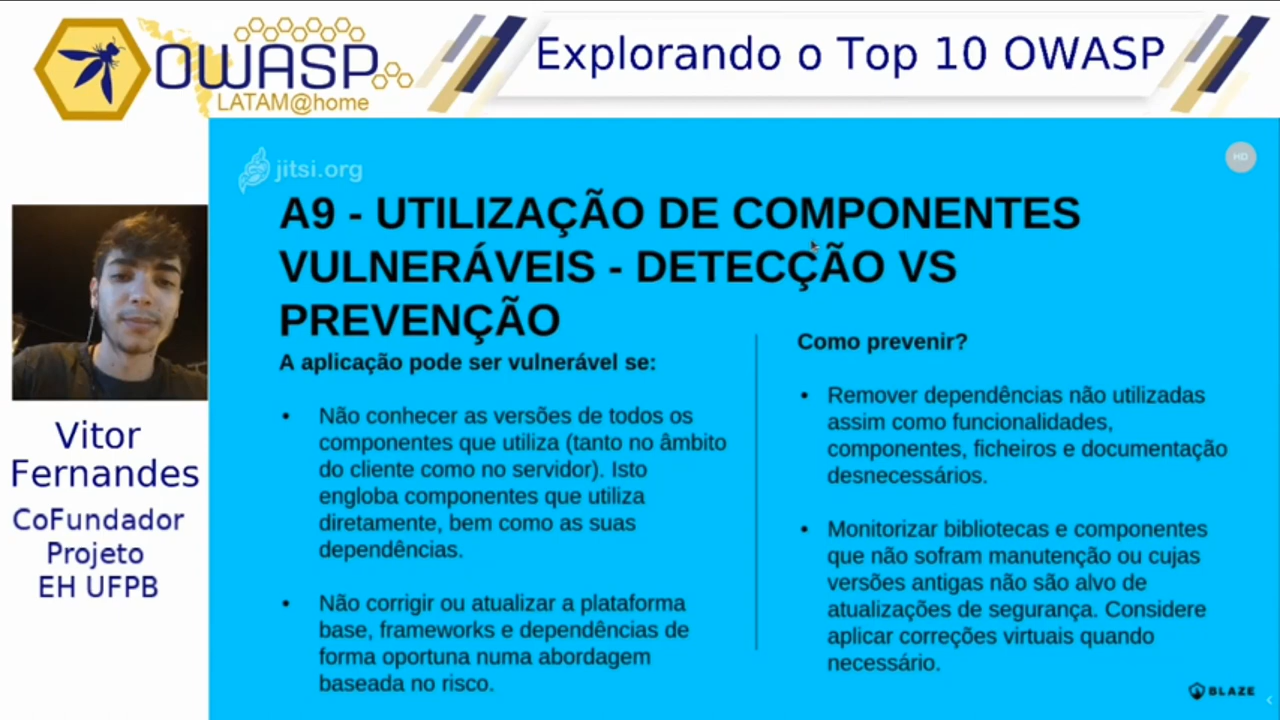 OWASP
LATAM@home
Explorando o Top 10 OWASP
jitsi.org
HD
A9 - UTILIZAÇÃO DE COMPONENTES
VULNERÁVEIS - DETECÇÃO VS
PREVENÇÃO
A aplicação pode ser vulnerável se:
• Não conhecer as versões de todos os
componentes que utiliza (tanto no âmbito
do cliente como no servidor). Isto
engloba componentes que utiliza
diretamente, bem como as suas
dependências.
• Não corrigir ou atualizar a plataforma
base, frameworks e dependências de
forma oportuna numa abordagem
baseada no risco.
Como prevenir?
• Remover dependências não utilizadas
assim como funcionalidades,
componentes, ficheiros e documentação
desnecessários.
• Monitorizar bibliotecas e componentes
que não sofram manutenção ou cujas
versões antigas não são alvo de
atualizações de segurança. Considere
aplicar correções virtuais quando
necessário.
BLAZE
Vitor
Fernandes
CoFundador
Projeto
EH UFPB